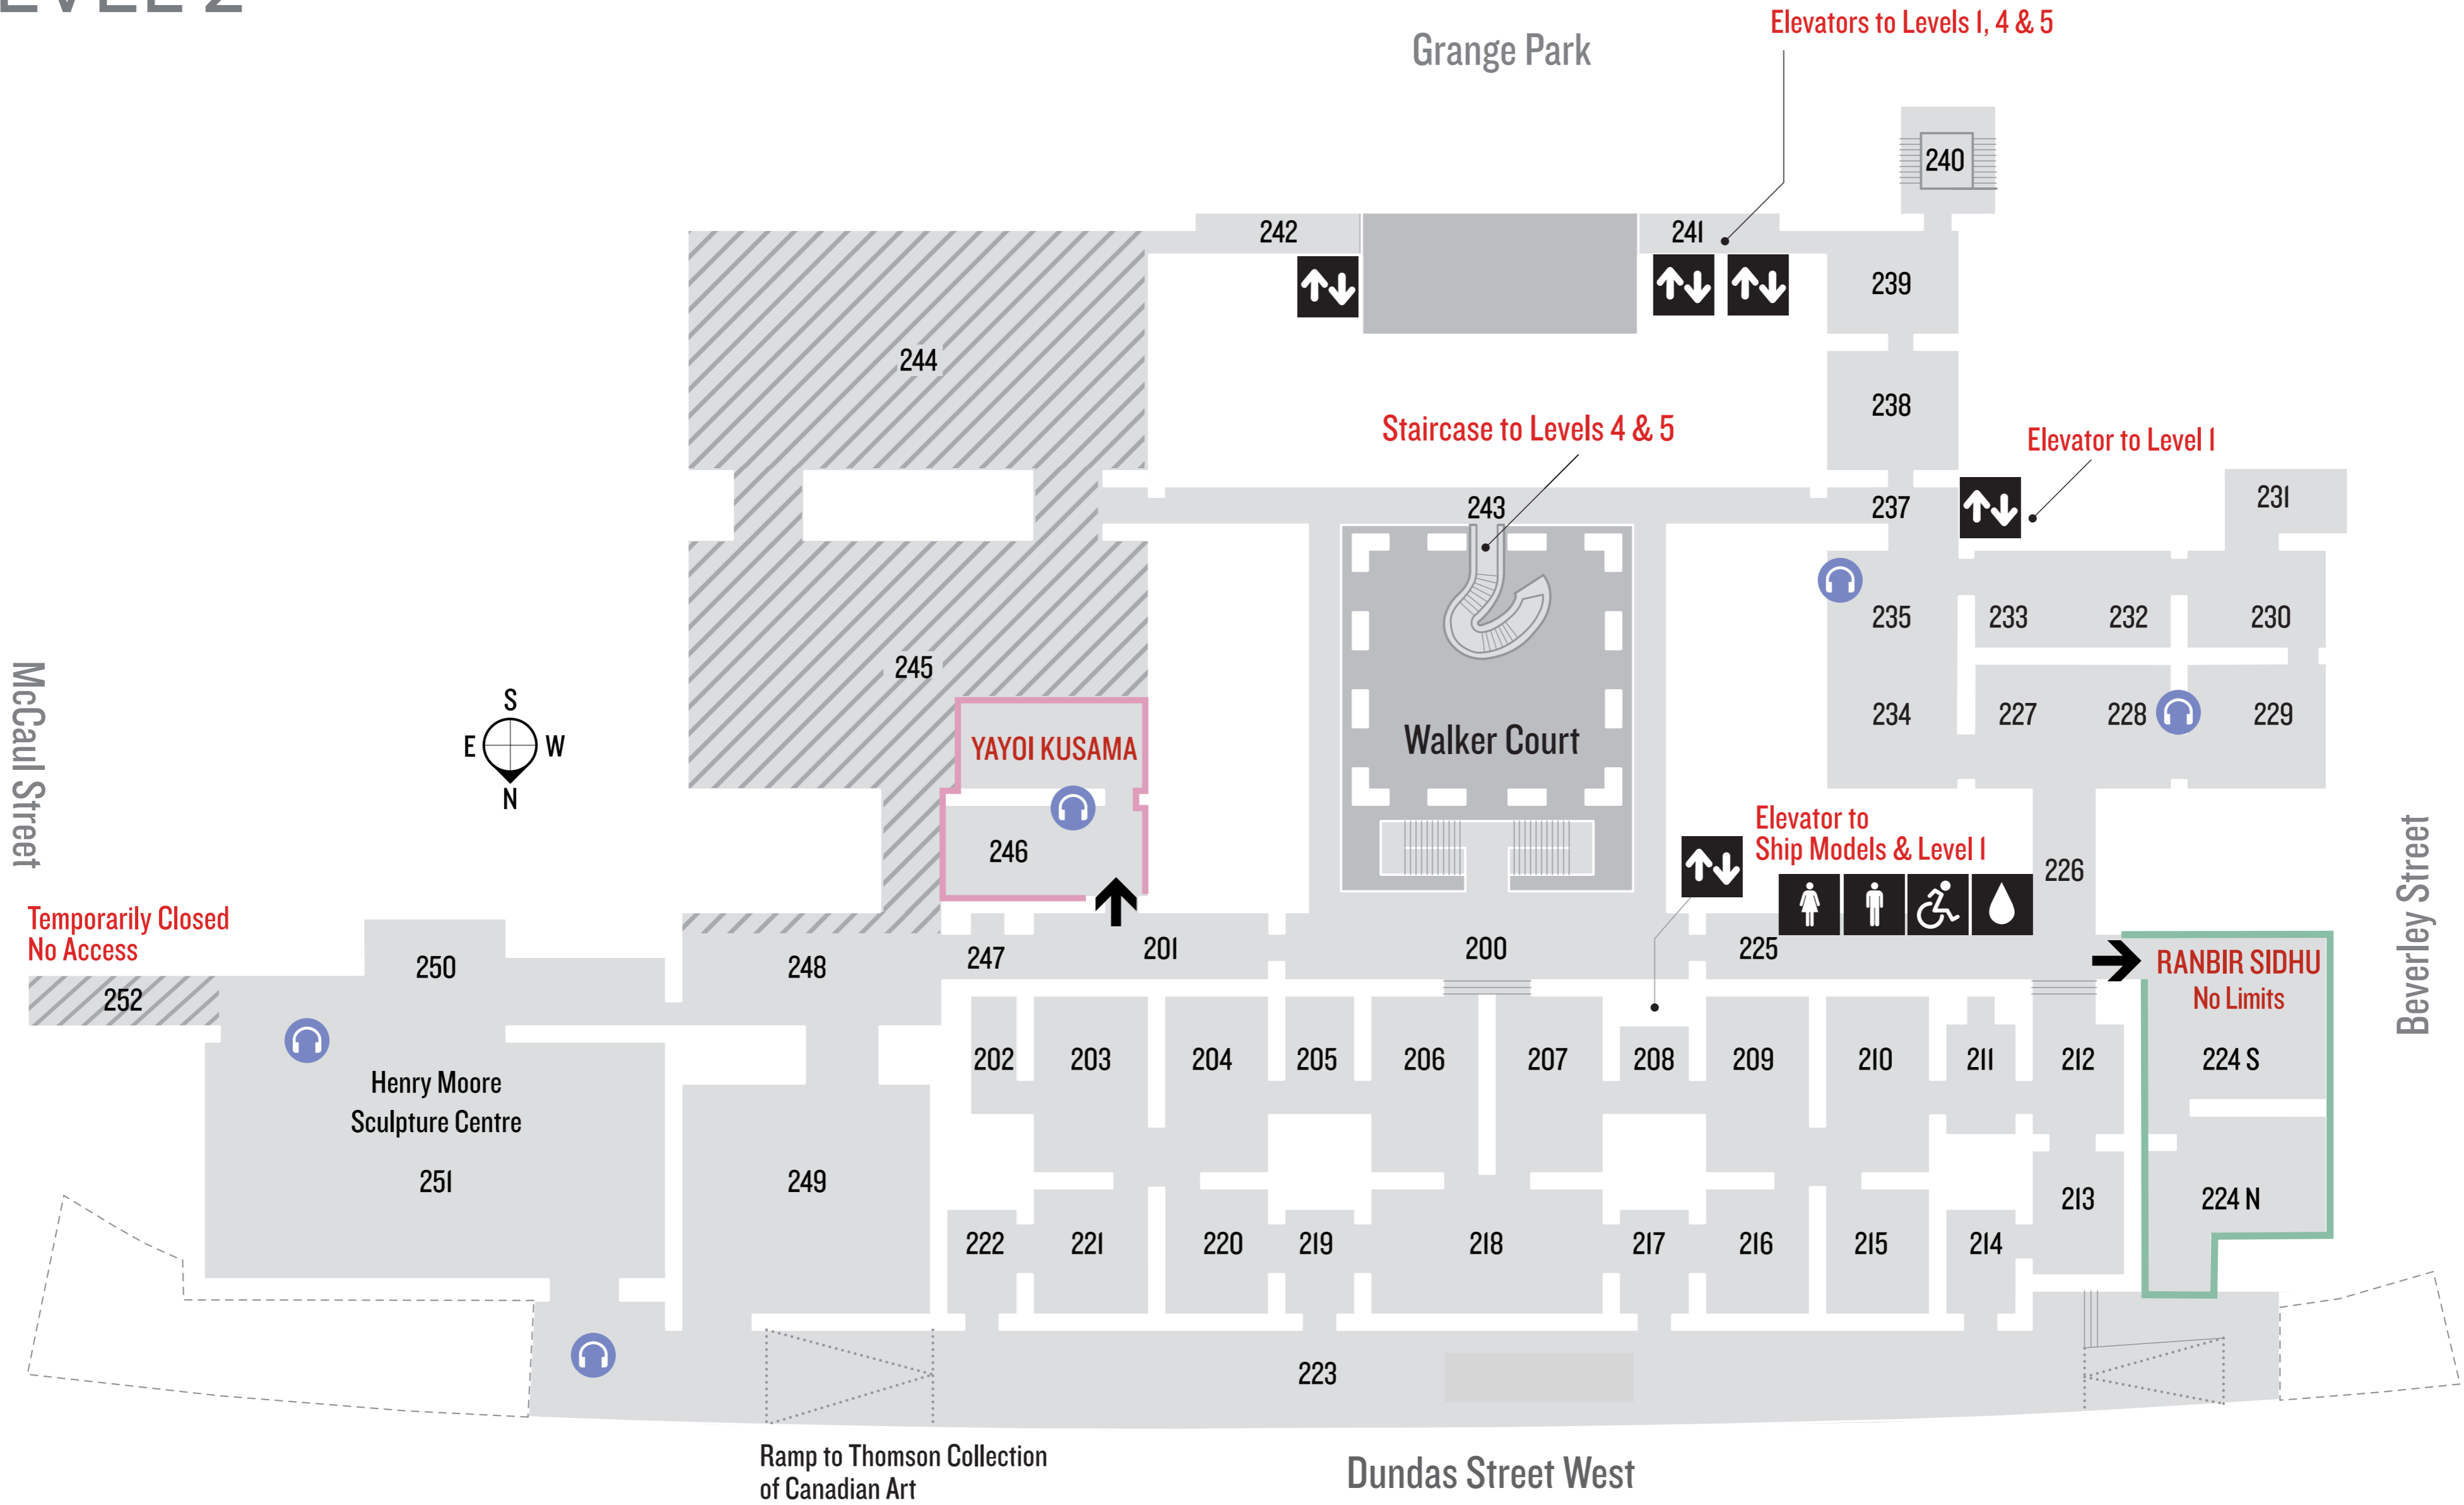 LEVEL 2
Elevators to Levels 1, 4 & 5
Grange Park
240
242
241
239
244
238
Staircase to Levels 4 & 5
Elevator to Level 1
243
237
231
235
233
232
230
245
S
E
W
N
McCaul Street
YAYOI KUSAMA
246
Walker Court
234
227
228
229
Elevator to
Ship Models & Level 1
226
Beverley Street
Temporarily Closed
No Access
252
250
248
247
201
200
225
RANBIR SIDHU
No Limits
224 S
224 N
Henry Moore
Sculpture Centre
251
249
202
203
204
205
206
207
208
209
210
211
212
213
222
221
220
219
218
217
216
215
214
223
Ramp to Thomson Collection
of Canadian Art
Dundas Street West